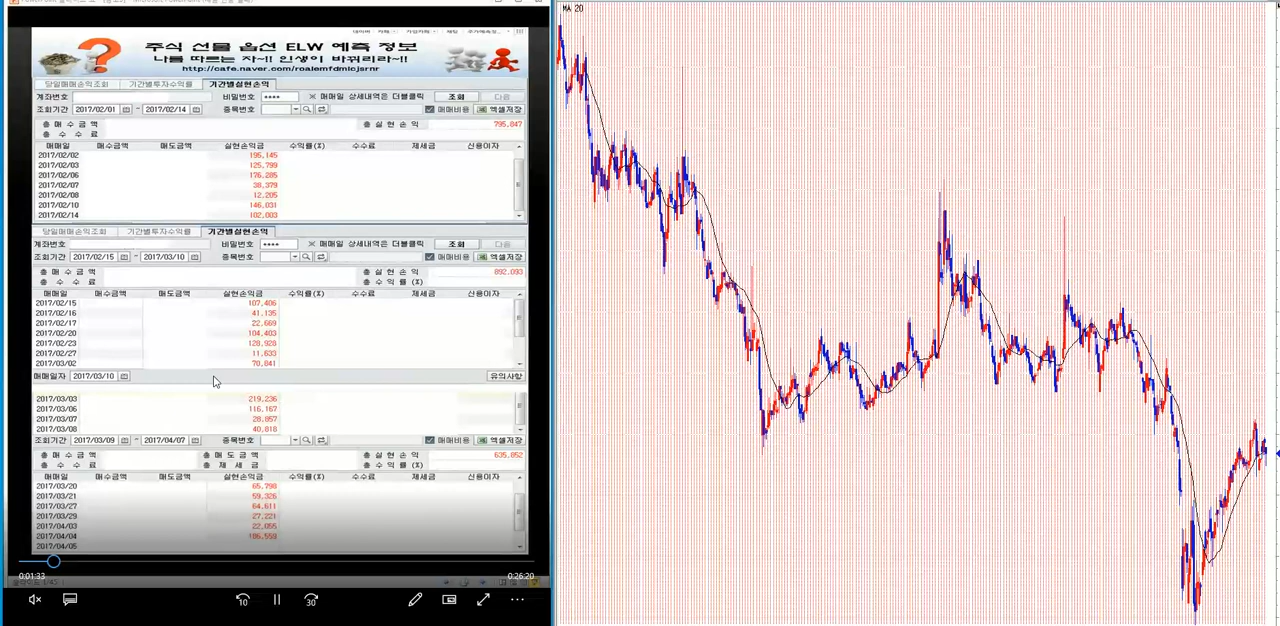 MA 20
주식 선물 옵션 ELW 예측 정보
나를 따르는 자~!! 인생이 바뀌리라~!!
http://cafe.naver.com/roalemfdmlcjsrnr
당일매매손익조회 기간별투자수익률 기간별실현손익
계좌번호 비밀번호 **** ※ 매매일 상세내역은 더블클릭 조회 다음
조회기간 2017/02/01 ~ 2017/02/14 종목번호 매매비용 엑셀저장
총 매 수 금 액 총 실 현 손 익 795,847
총 수 수 료
매매일 매수금액 매도금액 실현손익금 수익률(%) 수수료 제세금 신용이자
2017/02/02 195,145
2017/02/03 125,799
2017/02/06 176,285
2017/02/07 38,379
2017/02/08 12,205
2017/02/10 146,031
2017/02/14 102,003
당일매매손익조회 기간별투자수익률 기간별실현손익
계좌번호 비밀번호 **** ※ 매매일 상세내역은 더블클릭 조회 다음
조회기간 2017/02/15 ~ 2017/03/10 종목번호 매매비용 엑셀저장
총 매 수 금 액 총 실 현 손 익 892,093
총 수 수 료 총 수 익 률 (%)
매매일 매수금액 매도금액 실현손익금 수익률(%) 수수료 제세금 신용이자
2017/02/15 107,406
2017/02/16 41,135
2017/02/17 22,669
2017/02/20 104,403
2017/02/23 128,928
2017/02/27 11,633
2017/03/02 70,841
매매일자 2017/03/10 유의사항
2017/03/03 219,236
2017/03/06 116,167
2017/03/07 28,857
2017/03/08 40,818
조회기간 2017/03/09 ~ 2017/04/07 종목번호 매매비용 엑셀저장
총 매 수 금 액 총 매 도 금 액 총 실 현 손 익 635,852
총 수 수 료 총 제 세 금 총 수 익 률 (%)
매매일 매수금액 매도금액 실현손익금 수익률(%) 수수료 제세금 신용이자
2017/03/20 65,798
2017/03/21 59,326
2017/03/27 64,611
2017/03/29 27,221
2017/04/03 22,055
2017/04/04 186,559
2017/04/05
0:01:33 0:26:20
10 30